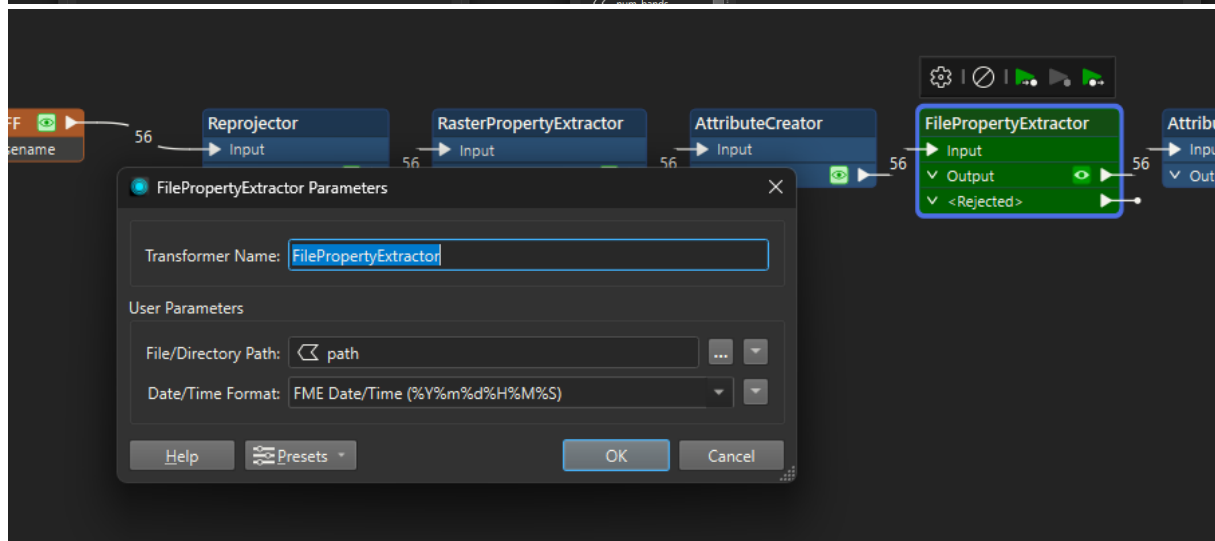 num_bands
FF
sename
56
Reprojector
Input
56
RasterPropertyExtractor
Input
56
AttributeCreator
Input
56
FilePropertyExtractor
Input
Output
<Rejected>
56
Attribu
Inpu
Out
FilePropertyExtractor Parameters
Transformer Name: FilePropertyExtractor
User Parameters
File/Directory Path: path ...
Date/Time Format: FME Date/Time (%Y%m%d%H%M%S)
Help Presets OK Cancel